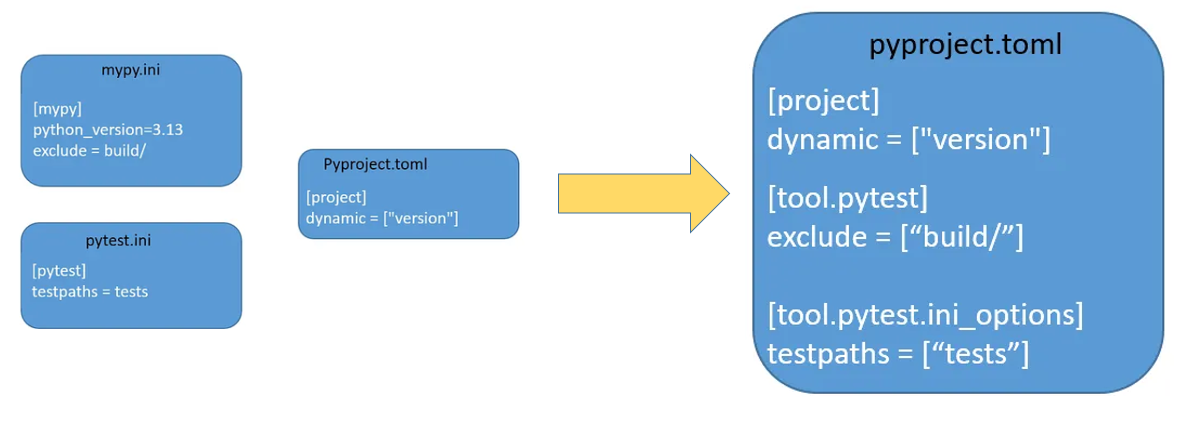 mypy.ini
[mypy]
python_version=3.13
exclude = build/
pytest.ini
[pytest]
testpaths = tests
Pyproject.toml
[project]
dynamic = ["version"]
pyproject.toml
[project]
dynamic = ["version"]
[tool.pytest]
exclude = [“build/”]
[tool.pytest.ini_options]
testpaths = [“tests”]